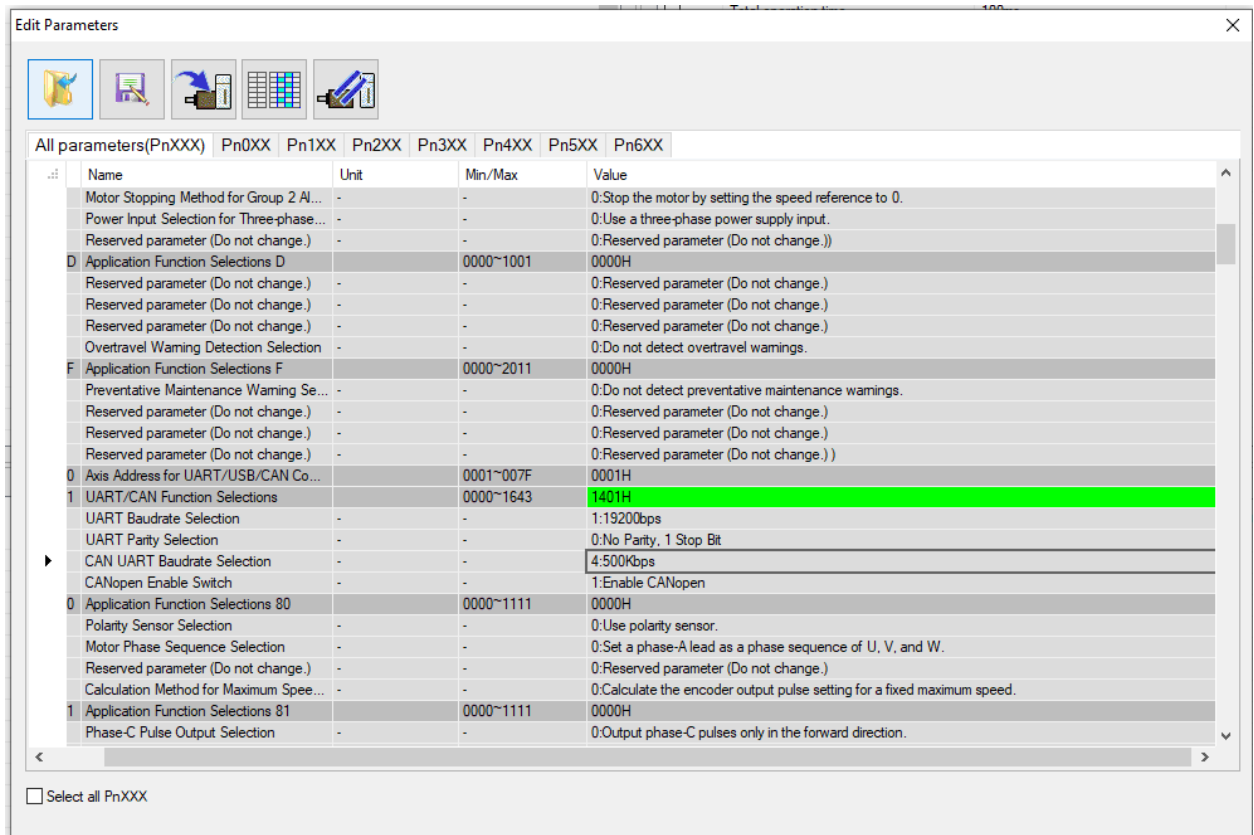 Edit Parameters
All parameters(PnXXX) Pn0XX Pn1XX Pn2XX Pn3XX Pn4XX Pn5XX Pn6XX
Name Unit Min/Max Value
Motor Stopping Method for Group 2 Al... - - 0:Stop the motor by setting the speed reference to 0.
Power Input Selection for Three-phase... - - 0:Use a three-phase power supply input.
Reserved parameter (Do not change.) - - 0:Reserved parameter (Do not change.))
D Application Function Selections D 0000~1001 0000H
Reserved parameter (Do not change.) - - 0:Reserved parameter (Do not change.)
Reserved parameter (Do not change.) - - 0:Reserved parameter (Do not change.)
Reserved parameter (Do not change.) - - 0:Reserved parameter (Do not change.)
Overtravel Warning Detection Selection - - 0:Do not detect overtravel warnings.
F Application Function Selections F 0000~2011 0000H
Preventative Maintenance Warning Se... - - 0:Do not detect preventative maintenance warnings.
Reserved parameter (Do not change.) - - 0:Reserved parameter (Do not change.)
Reserved parameter (Do not change.) - - 0:Reserved parameter (Do not change.)
Reserved parameter (Do not change.) - - 0:Reserved parameter (Do not change.) )
0 Axis Address for UART/USB/CAN Co... 0001~007F 0001H
1 UART/CAN Function Selections 0000~1643 1401H
UART Baudrate Selection - - 1:19200bps
UART Parity Selection - - 0:No Parity, 1 Stop Bit
CAN UART Baudrate Selection - - 4:500Kbps
CANopen Enable Switch - - 1:Enable CANopen
0 Application Function Selections 80 0000~1111 0000H
Polarity Sensor Selection - - 0:Use polarity sensor.
Motor Phase Sequence Selection - - 0:Set a phase-A lead as a phase sequence of U, V, and W.
Reserved parameter (Do not change.) - - 0:Reserved parameter (Do not change.)
Calculation Method for Maximum Spee... - - 0:Calculate the encoder output pulse setting for a fixed maximum speed.
1 Application Function Selections 81 0000~1111 0000H
Phase-C Pulse Output Selection - - 0:Output phase-C pulses only in the forward direction.
Select all PnXXX